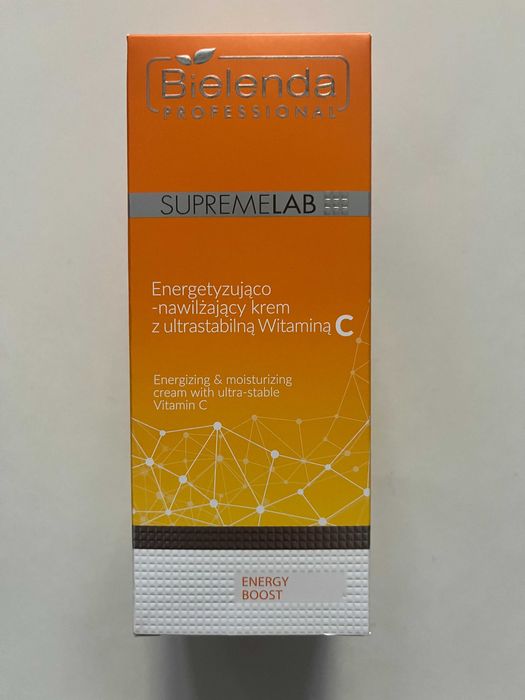 Bielenda
PROFESSIONAL
SUPREMELAB
Energetyzująco
-nawilżający krem
z ultrastabilną Witaminą C
Energizing & moisturizing
cream with ultra-stable
Vitamin C
ENERGY
BOOST